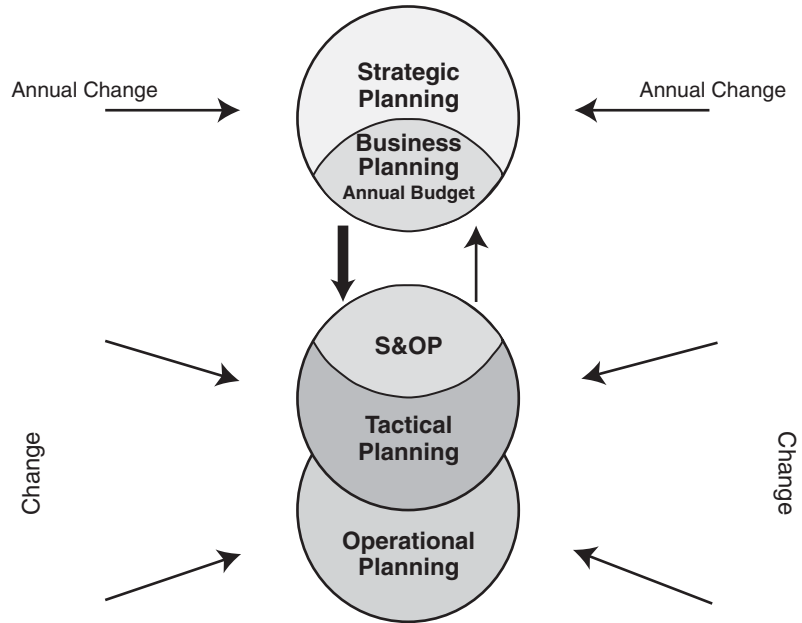 Strategic
Planning
Annual Change
Annual Change
Business
Planning
Annual Budget
S&OP
Tactical
Planning
Change
Change
Operational
Planning